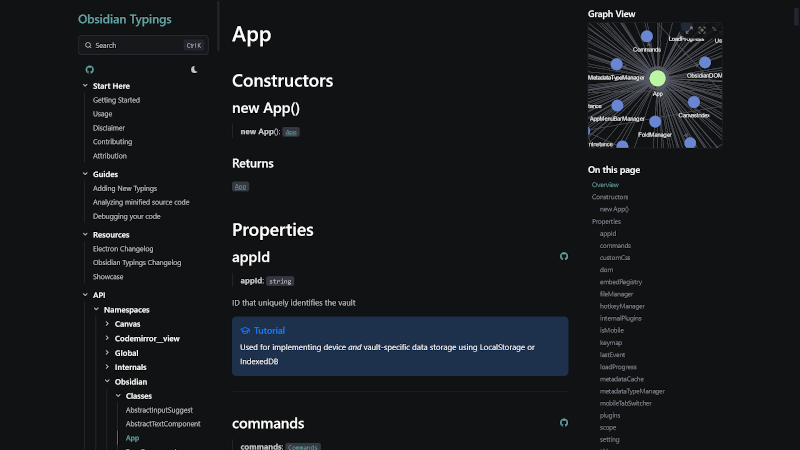 Obsidian Typings
Search
Ctrl K
Start Here
Getting Started
Usage
Disclaimer
Contributing
Attribution
Guides
Adding New Typings
Analyzing minified source code
Debugging your code
Resources
Electron Changelog
Obsidian Typings Changelog
Showcase
API
Namespaces
Canvas
Codemirror__view
Global
Internals
Obsidian
Classes
AbstractInputSuggest
AbstractTextComponent
App
App
Constructors
new App()
new App(): App
Returns
App
Properties
appId
appId: string
ID that uniquely identifies the vault
Tutorial
Used for implementing device and vault-specific data storage using LocalStorage or
IndexedDB
commands
commands: Commands
Graph View
Commands
MetadataTypeManager
ObsidianDOM
App
CanvasIndex
AppMenuBarManager
FoldManager
On this page
Overview
Constructors
new App()
Properties
appId
commands
customCss
dom
embedRegistry
fileManager
hotkeyManager
internalPlugins
isMobile
keymap
lastEvent
loadProgress
metadataCache
metadataTypeManager
mobileTabSwitcher
plugins
scope
setting